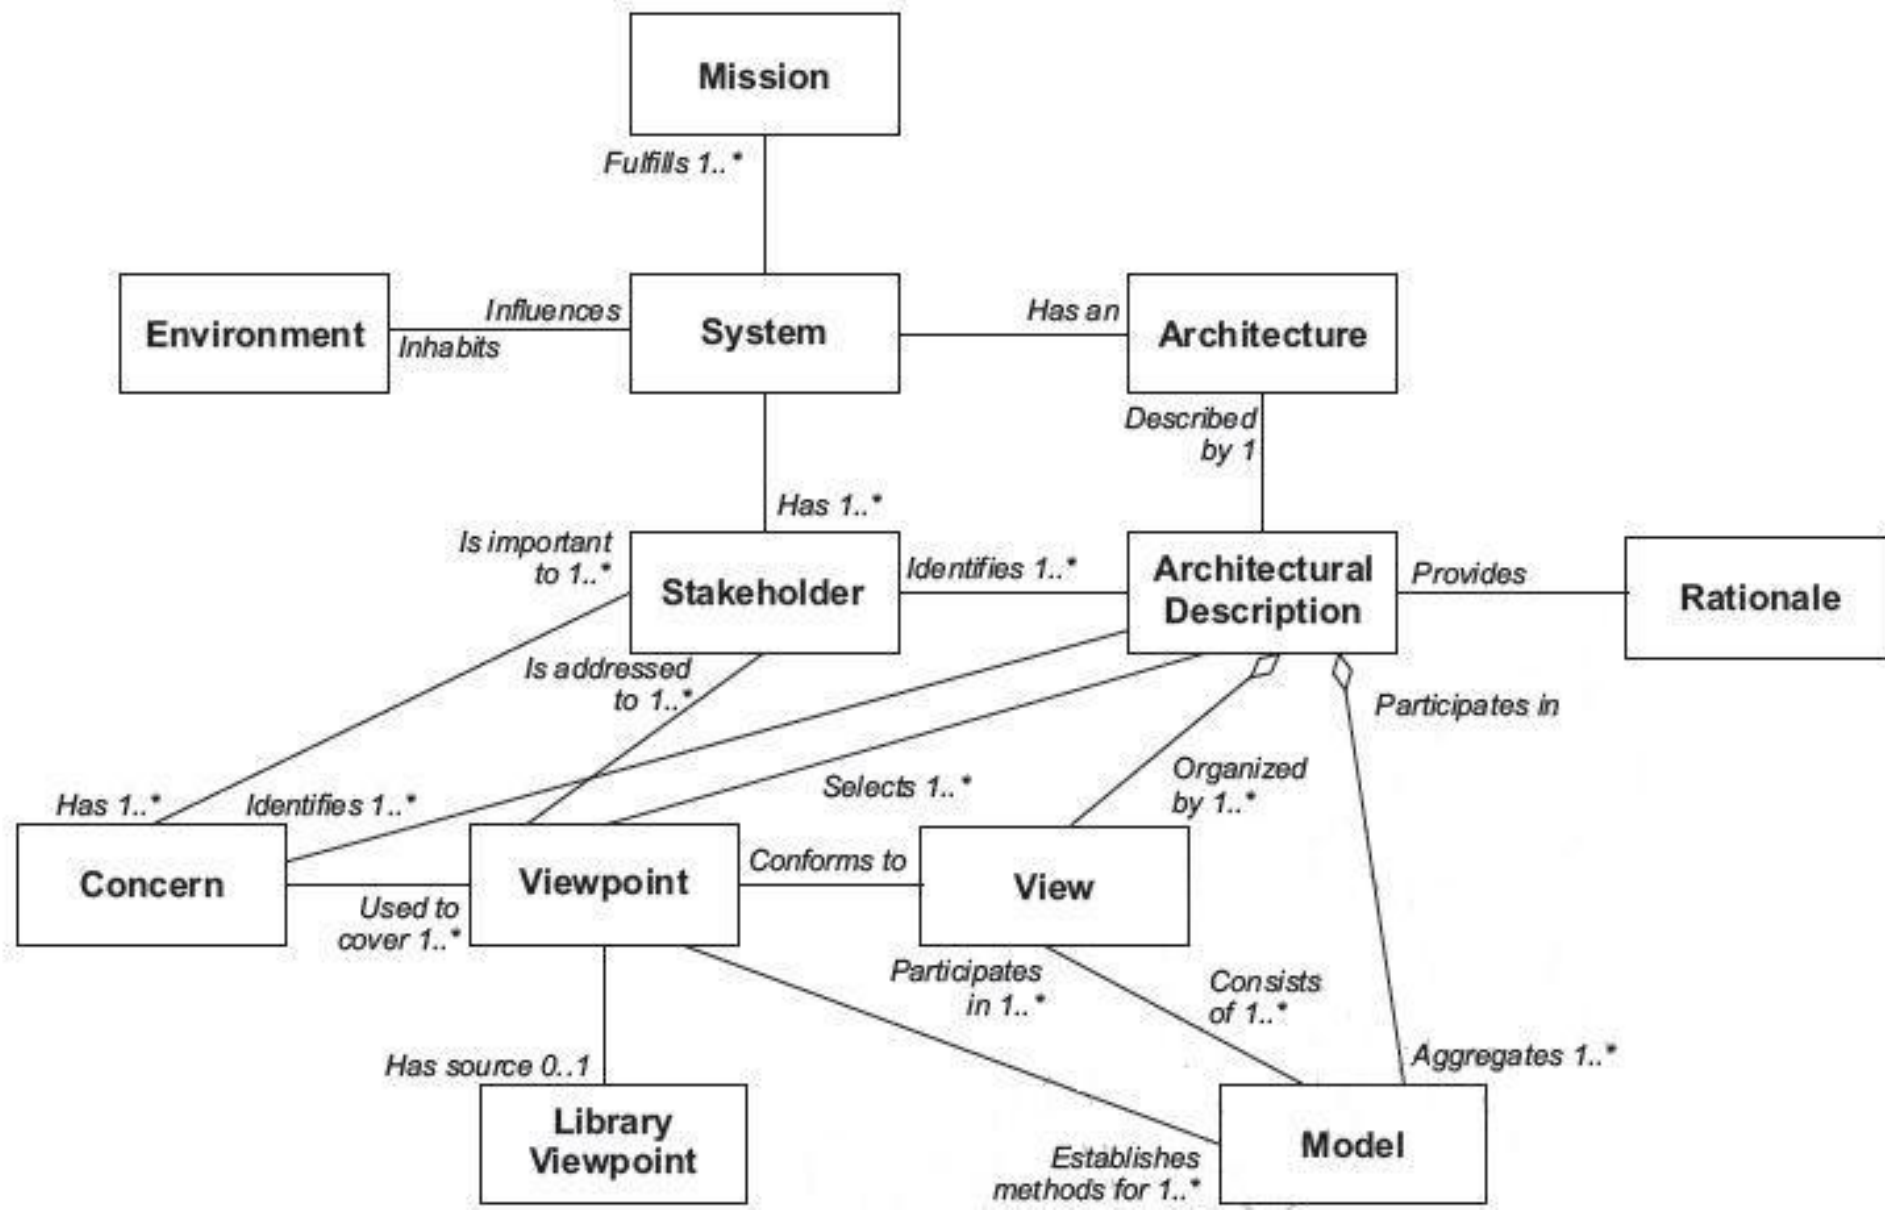 Mission
Fulfills 1..*
Environment
Influences
Inhabits
System
Has an
Architecture
Described
by 1
Has 1..*
Is important
to 1..*
Stakeholder
Identifies 1..*
Architectural
Description
Provides
Rationale
Is addressed
to 1..*
Participates in
Has 1..*
Identifies 1..*
Selects 1..*
Organized
by 1..*
Concern
Used to
cover 1..*
Viewpoint
Conforms to
View
Participates
in 1..*
Consists
of 1..*
Has source 0..1
Aggregates 1..*
Library
Viewpoint
Establishes
methods for 1..*
Model